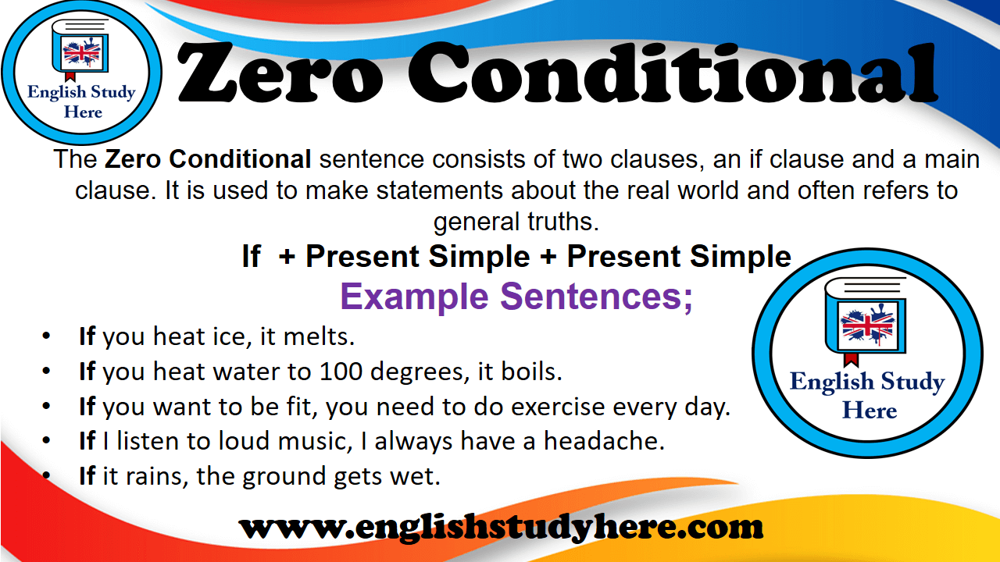 English Study
Here
Zero Conditional
The Zero Conditional sentence consists of two clauses, an if clause and a main
clause. It is used to make statements about the real world and often refers to
general truths.
If + Present Simple + Present Simple
Example Sentences;
• If you heat ice, it melts.
• If you heat water to 100 degrees, it boils.
• If you want to be fit, you need to do exercise every day.
• If I listen to loud music, I always have a headache.
• If it rains, the ground gets wet.
English Study
Here
www.englishstudyhere.com